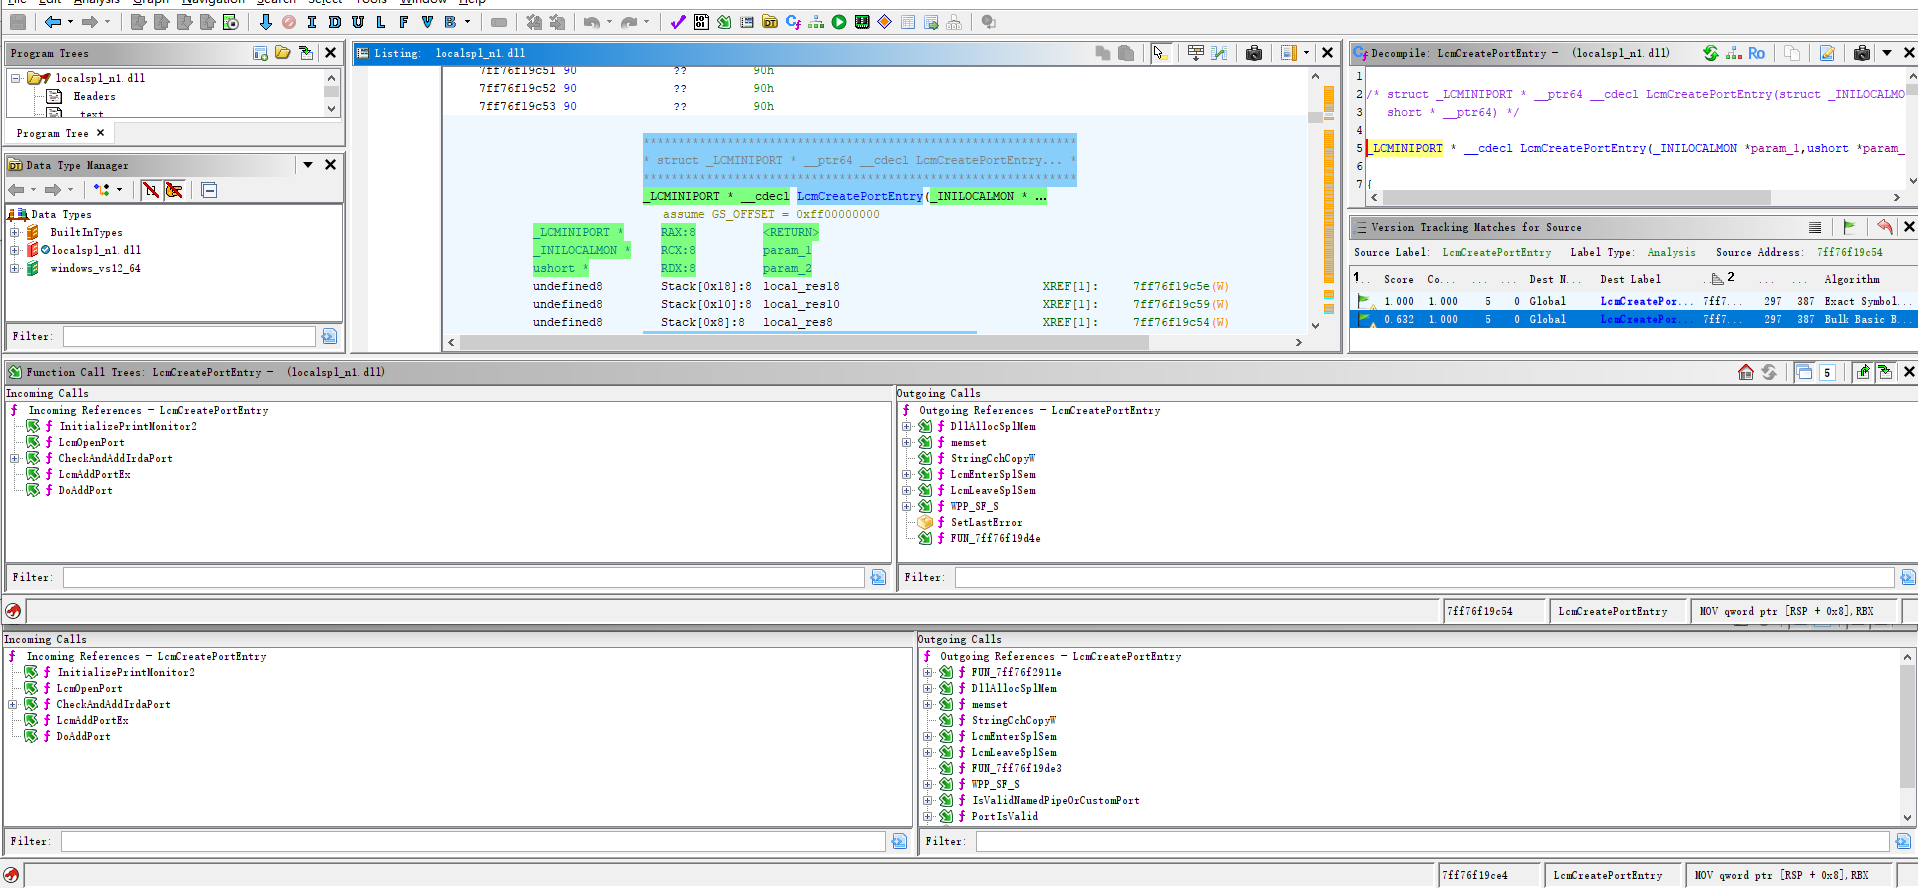 File Edit Analysis Graph Navigation Search Select Tools Window Help
I D U L F V B
Program Trees
localspl_n1.dll
Headers
.text
Program Tree
Data Type Manager
Data Types
BuiltInTypes
localspl_n1.dll
windows_vs12_64
Filter:
Listing: localspl_n1.dll
7ff76f19c51 90 ?? 90h
7ff76f19c52 90 ?? 90h
7ff76f19c53 90 ?? 90h
* struct _LCMINIPORT * __ptr64 __cdecl LcmCreatePortEntry... *
_LCMINIPORT * __cdecl LcmCreatePortEntry(_INILOCALMON * ...
assume GS_OFFSET = 0xff00000000
_LCMINIPORT * RAX:8 <RETURN>
_INILOCALMON * RCX:8 param_1
ushort * RDX:8 param_2
undefined8 Stack[0x18]:8 local_res18 XREF[1]: 7ff76f19c5e(W)
undefined8 Stack[0x10]:8 local_res10 XREF[1]: 7ff76f19c59(W)
undefined8 Stack[0x8]:8 local_res8 XREF[1]: 7ff76f19c54(W)
Decompile: LcmCreatePortEntry - (localspl_n1.dll)
Ro
1
2 /* struct _LCMINIPORT * __ptr64 __cdecl LcmCreatePortEntry(struct _INILOCALMO
3 short * __ptr64) */
4
5 _LCMINIPORT * __cdecl LcmCreatePortEntry(_INILOCALMON *param_1,ushort *param_
6
7 {
Version Tracking Matches for Source
Source Label: LcmCreatePortEntry Label Type: Analysis Source Address: 7ff76f19c54
1.. Score Co... ... ... Dest N... Dest Label 2 ... ... Algorithm
1.000 1.000 5 0 Global LcmCreatePor... 7ff7... 297 387 Exact Symbol...
0.632 1.000 5 0 Global LcmCreatePor... 7ff7... 297 387 Bulk Basic B...
Function Call Trees: LcmCreatePortEntry - (localspl_n1.dll)
5
Incoming Calls
Incoming References - LcmCreatePortEntry
InitializePrintMonitor2
LcmOpenPort
CheckAndAddIrdaPort
LcmAddPortEx
DoAddPort
Filter:
Outgoing Calls
Outgoing References - LcmCreatePortEntry
DllAllocSplMem
memset
StringCchCopyW
LcmEnterSplSem
LcmLeaveSplSem
WPP_SF_S
SetLastError
FUN_7ff76f19d4e
Filter:
7ff76f19c54 LcmCreatePortEntry MOV qword ptr [RSP + 0x8],RBX
Incoming Calls
Incoming References - LcmCreatePortEntry
InitializePrintMonitor2
LcmOpenPort
CheckAndAddIrdaPort
LcmAddPortEx
DoAddPort
Filter:
Outgoing Calls
Outgoing References - LcmCreatePortEntry
FUN_7ff76f2911e
DllAllocSplMem
memset
StringCchCopyW
LcmEnterSplSem
LcmLeaveSplSem
FUN_7ff76f19de3
WPP_SF_S
IsValidNamedPipeOrCustomPort
PortIsValid
Filter:
7ff76f19ce4 LcmCreatePortEntry MOV qword ptr [RSP + 0x8],RBX